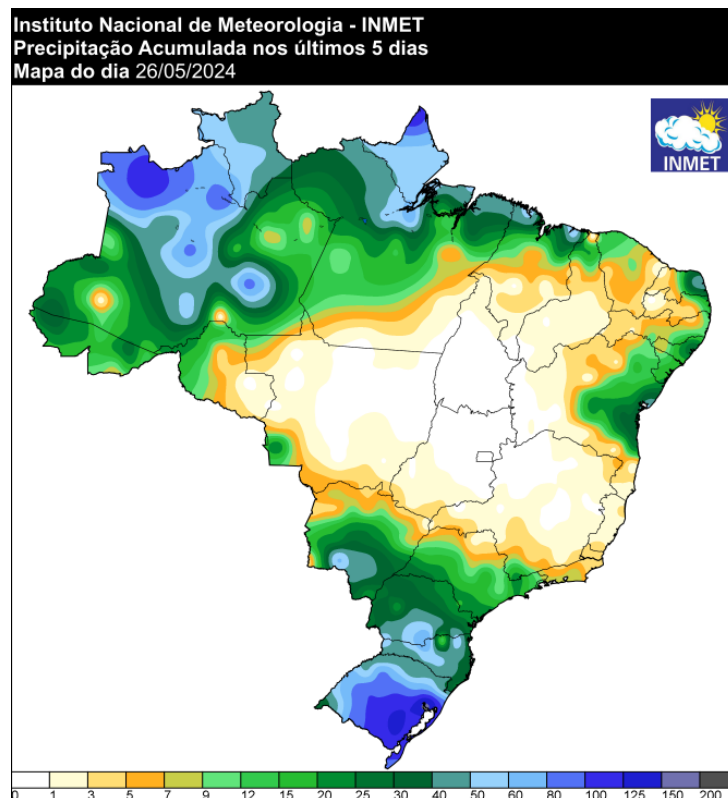 Instituto Nacional de Meteorologia - INMET
Precipitação Acumulada nos últimos 5 dias
Mapa do dia 26/05/2024
INMET
0 1 3 5 7 9 12 15 20 25 30 40 50 60 80 100 125 150 200